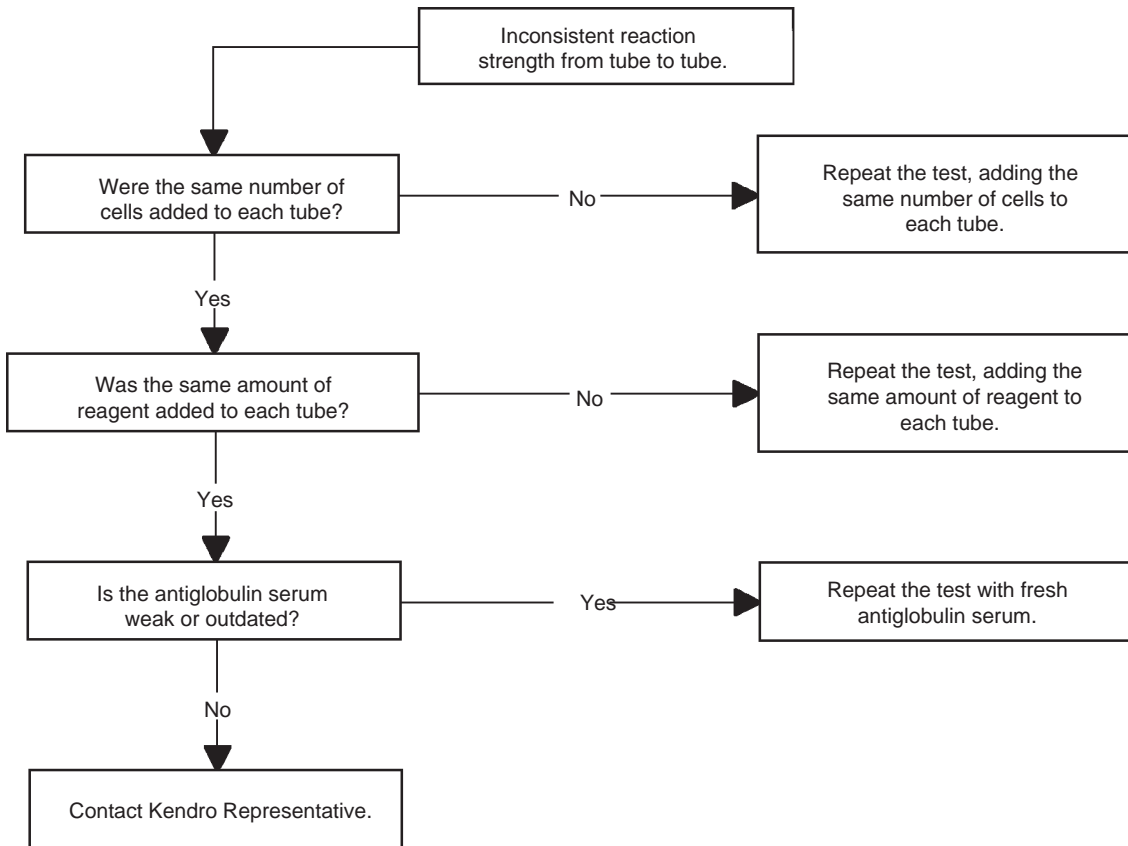 Inconsistent reaction
strength from tube to tube.
Were the same number of
cells added to each tube?
No
Repeat the test, adding the
same number of cells to
each tube.
Yes
Was the same amount of
reagent added to each tube?
No
Repeat the test, adding the
same amount of reagent to
each tube.
Yes
Is the antiglobulin serum
weak or outdated?
Yes
Repeat the test with fresh
antiglobulin serum.
No
Contact Kendro Representative.